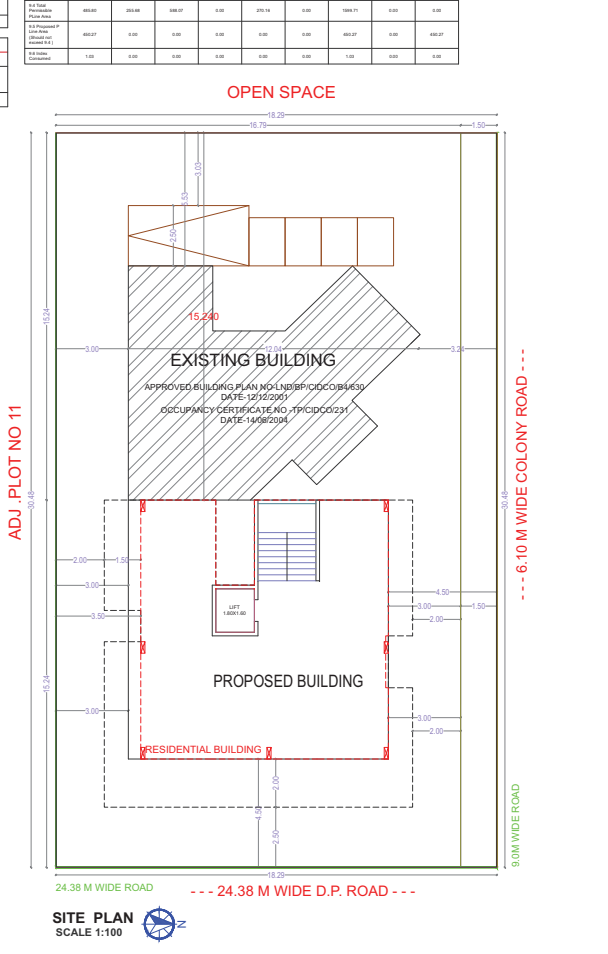 9.4 Total Permissible PLine Area 485.80 255.68 598.07 0.00 270.16 0.00 1589.71 0.00 0.00
9.5 Proposed P Line Area (Should not exceed 9.4 ) 450.27 0.00 0.00 0.00 0.00 0.00 450.27 0.00 450.27
9.6 Index Consumed 1.03 0.00 0.00 0.00 0.00 0.00 1.03 0.00 0.00
OPEN SPACE
18.29
16.79
1.50
3.03
5.53
2.50
15.240
15.24
3.00
12.04
3.24
EXISTING BUILDING
APPROVED BUILDING PLAN NO-LND/BP/CIDCO/B4/630
DATE-12/12/2001
OCCUPANCY CERTIFICATE NO -TP/CIDCO/231
DATE-14/06/2004
ADJ .PLOT NO 11
30.48
30.48
- - - 6.10 M WIDE COLONY ROAD - - -
2.00
1.50
3.00
3.50
4.50
3.00
1.50
2.00
LIFT
1.80X1.60
PROPOSED BUILDING
15.24
3.00
3.00
2.00
RESIDENTIAL BUILDING
2.00
4.50
2.50
9.0M WIDE ROAD
18.29
24.38 M WIDE ROAD
- - - 24.38 M WIDE D.P. ROAD - - -
SITE PLAN
SCALE 1:100
N